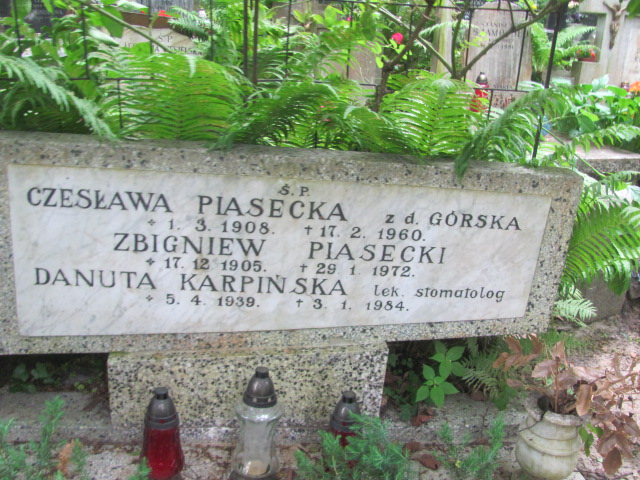 Ś.P.
CZESŁAWA PIASECKA z d. GÓRSKA
* 1. 3. 1908. † 17. 2. 1960.
ZBIGNIEW PIASECKI
* 17. 12. 1905. † 29. 1. 1972.
DANUTA KARPIŃSKA lek. stomatolog
* 5. 4. 1939. † 3. 1. 1984.